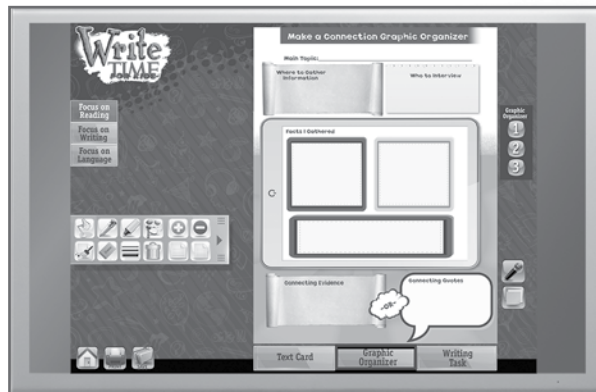 Write
TIME
FOR KIDS
Focus on
Reading
Focus on
Writing
Focus on
Language
Make a Connection Graphic Organizer
Main Topic:
Where to Gather
Information
Who to Interview
Facts I Gathered
Connecting Evidence
-OR-
Connecting Quotes
Graphic
Organizer
1
2
3
Text Card
Graphic
Organizer
Writing
Task